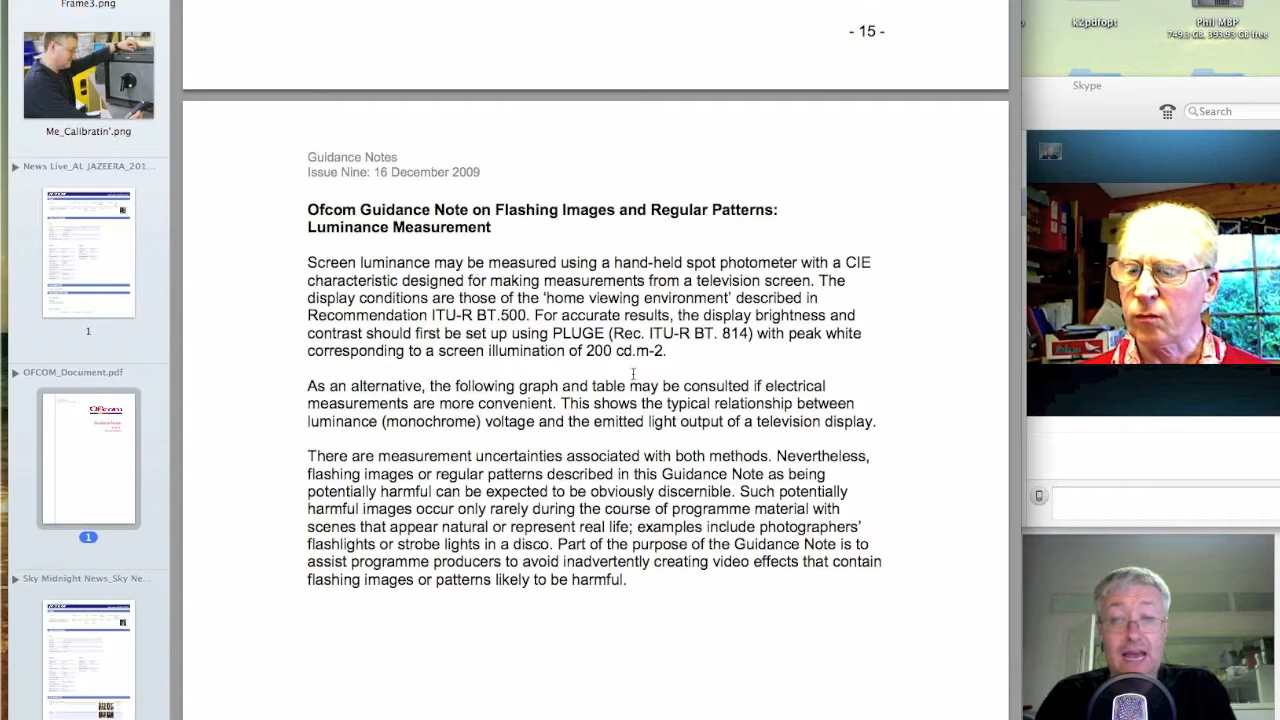 Frame3.png
Me_Calibratin'.png
News Live_AL JAZEERA_201...
1
OFCOM_Document.pdf
Ofcom
Guidance Notes
1
Sky Midnight News_Sky Ne...
- 15 -
Guidance Notes
Issue Nine: 16 December 2009
Ofcom Guidance Note on Flashing Images and Regular Patterns:
Luminance Measurement
Screen luminance may be measured using a hand-held spot photometer with a CIE
characteristic designed for making measurements from a television screen. The
display conditions are those of the 'home viewing environment' described in
Recommendation ITU-R BT.500. For accurate results, the display brightness and
contrast should first be set up using PLUGE (Rec. ITU-R BT. 814) with peak white
corresponding to a screen illumination of 200 cd.m-2.
As an alternative, the following graph and table may be consulted if electrical
measurements are more convenient. This shows the typical relationship between
luminance (monochrome) voltage and the emitted light output of a television display.
There are measurement uncertainties associated with both methods. Nevertheless,
flashing images or regular patterns described in this Guidance Note as being
potentially harmful can be expected to be obviously discernible. Such potentially
harmful images occur only rarely during the course of programme material with
scenes that appear natural or represent real life; examples include photographers'
flashlights or strobe lights in a disco. Part of the purpose of the Guidance Note is to
assist programme producers to avoid inadvertently creating video effects that contain
flashing images or patterns likely to be harmful.
k2pdfopt
Phil MBP
Skype
Search